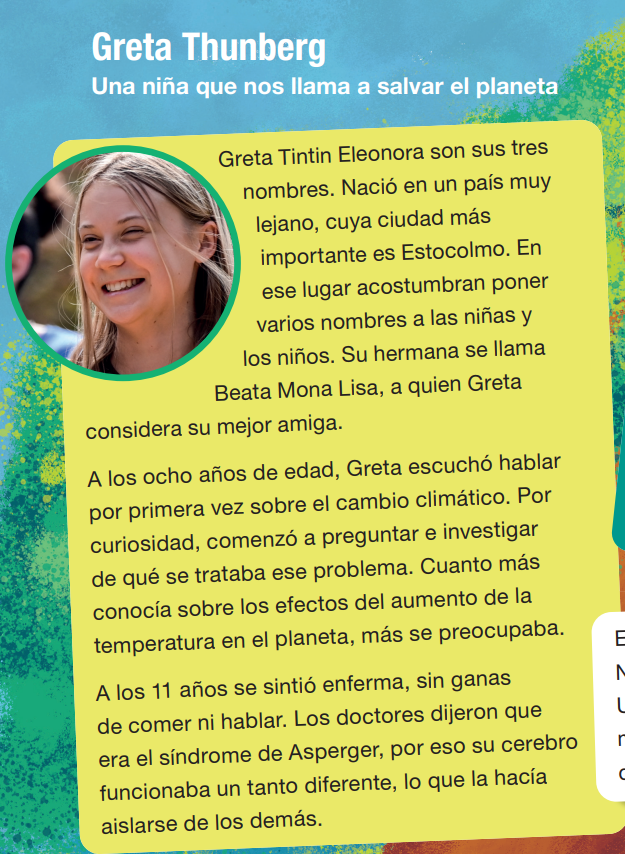 Greta Thunberg
Una niña que nos llama a salvar el planeta
Greta Tintin Eleonora son sus tres
nombres. Nació en un país muy
lejano, cuya ciudad más
importante es Estocolmo. En
ese lugar acostumbran poner
varios nombres a las niñas y
los niños. Su hermana se llama
Beata Mona Lisa, a quien Greta
considera su mejor amiga.
A los ocho años de edad, Greta escuchó hablar
por primera vez sobre el cambio climático. Por
curiosidad, comenzó a preguntar e investigar
de qué se trataba ese problema. Cuanto más
conocía sobre los efectos del aumento de la
temperatura en el planeta, más se preocupaba.
A los 11 años se sintió enferma, sin ganas
de comer ni hablar. Los doctores dijeron que
era el síndrome de Asperger, por eso su cerebro
funcionaba un tanto diferente, lo que la hacía
aislarse de los demás.